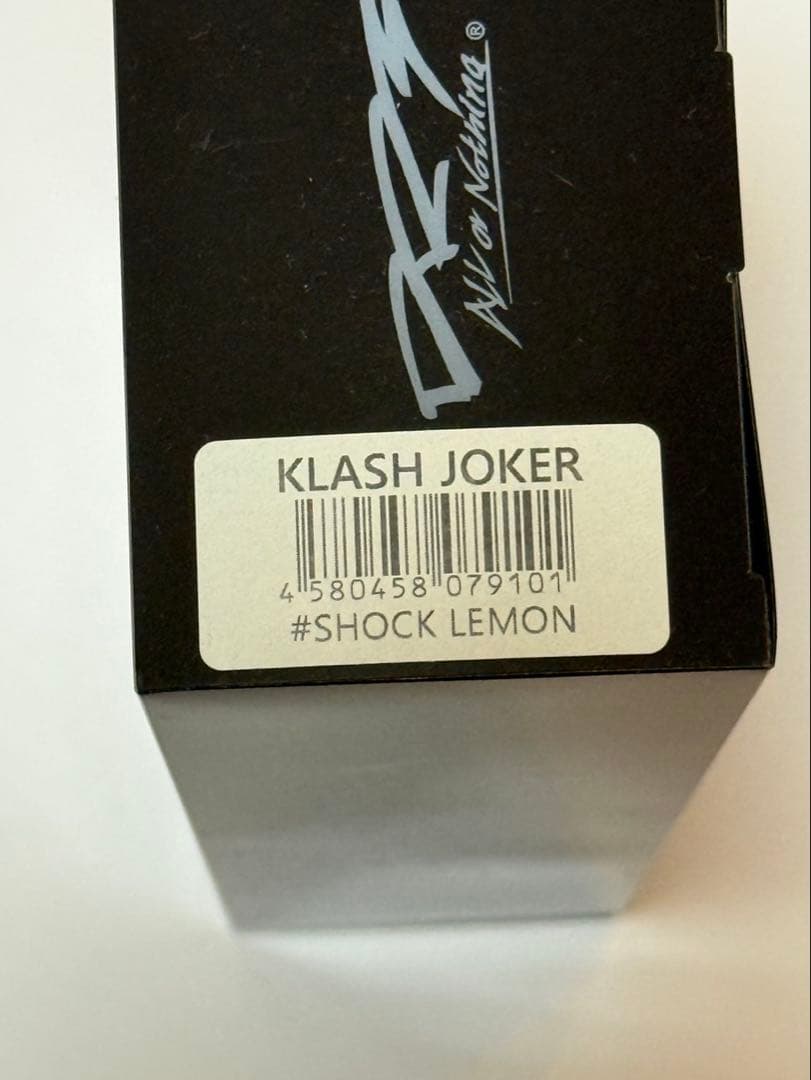 All or Nothing ®
KLASH JOKER
4 580458 079101
#SHOCK LEMON